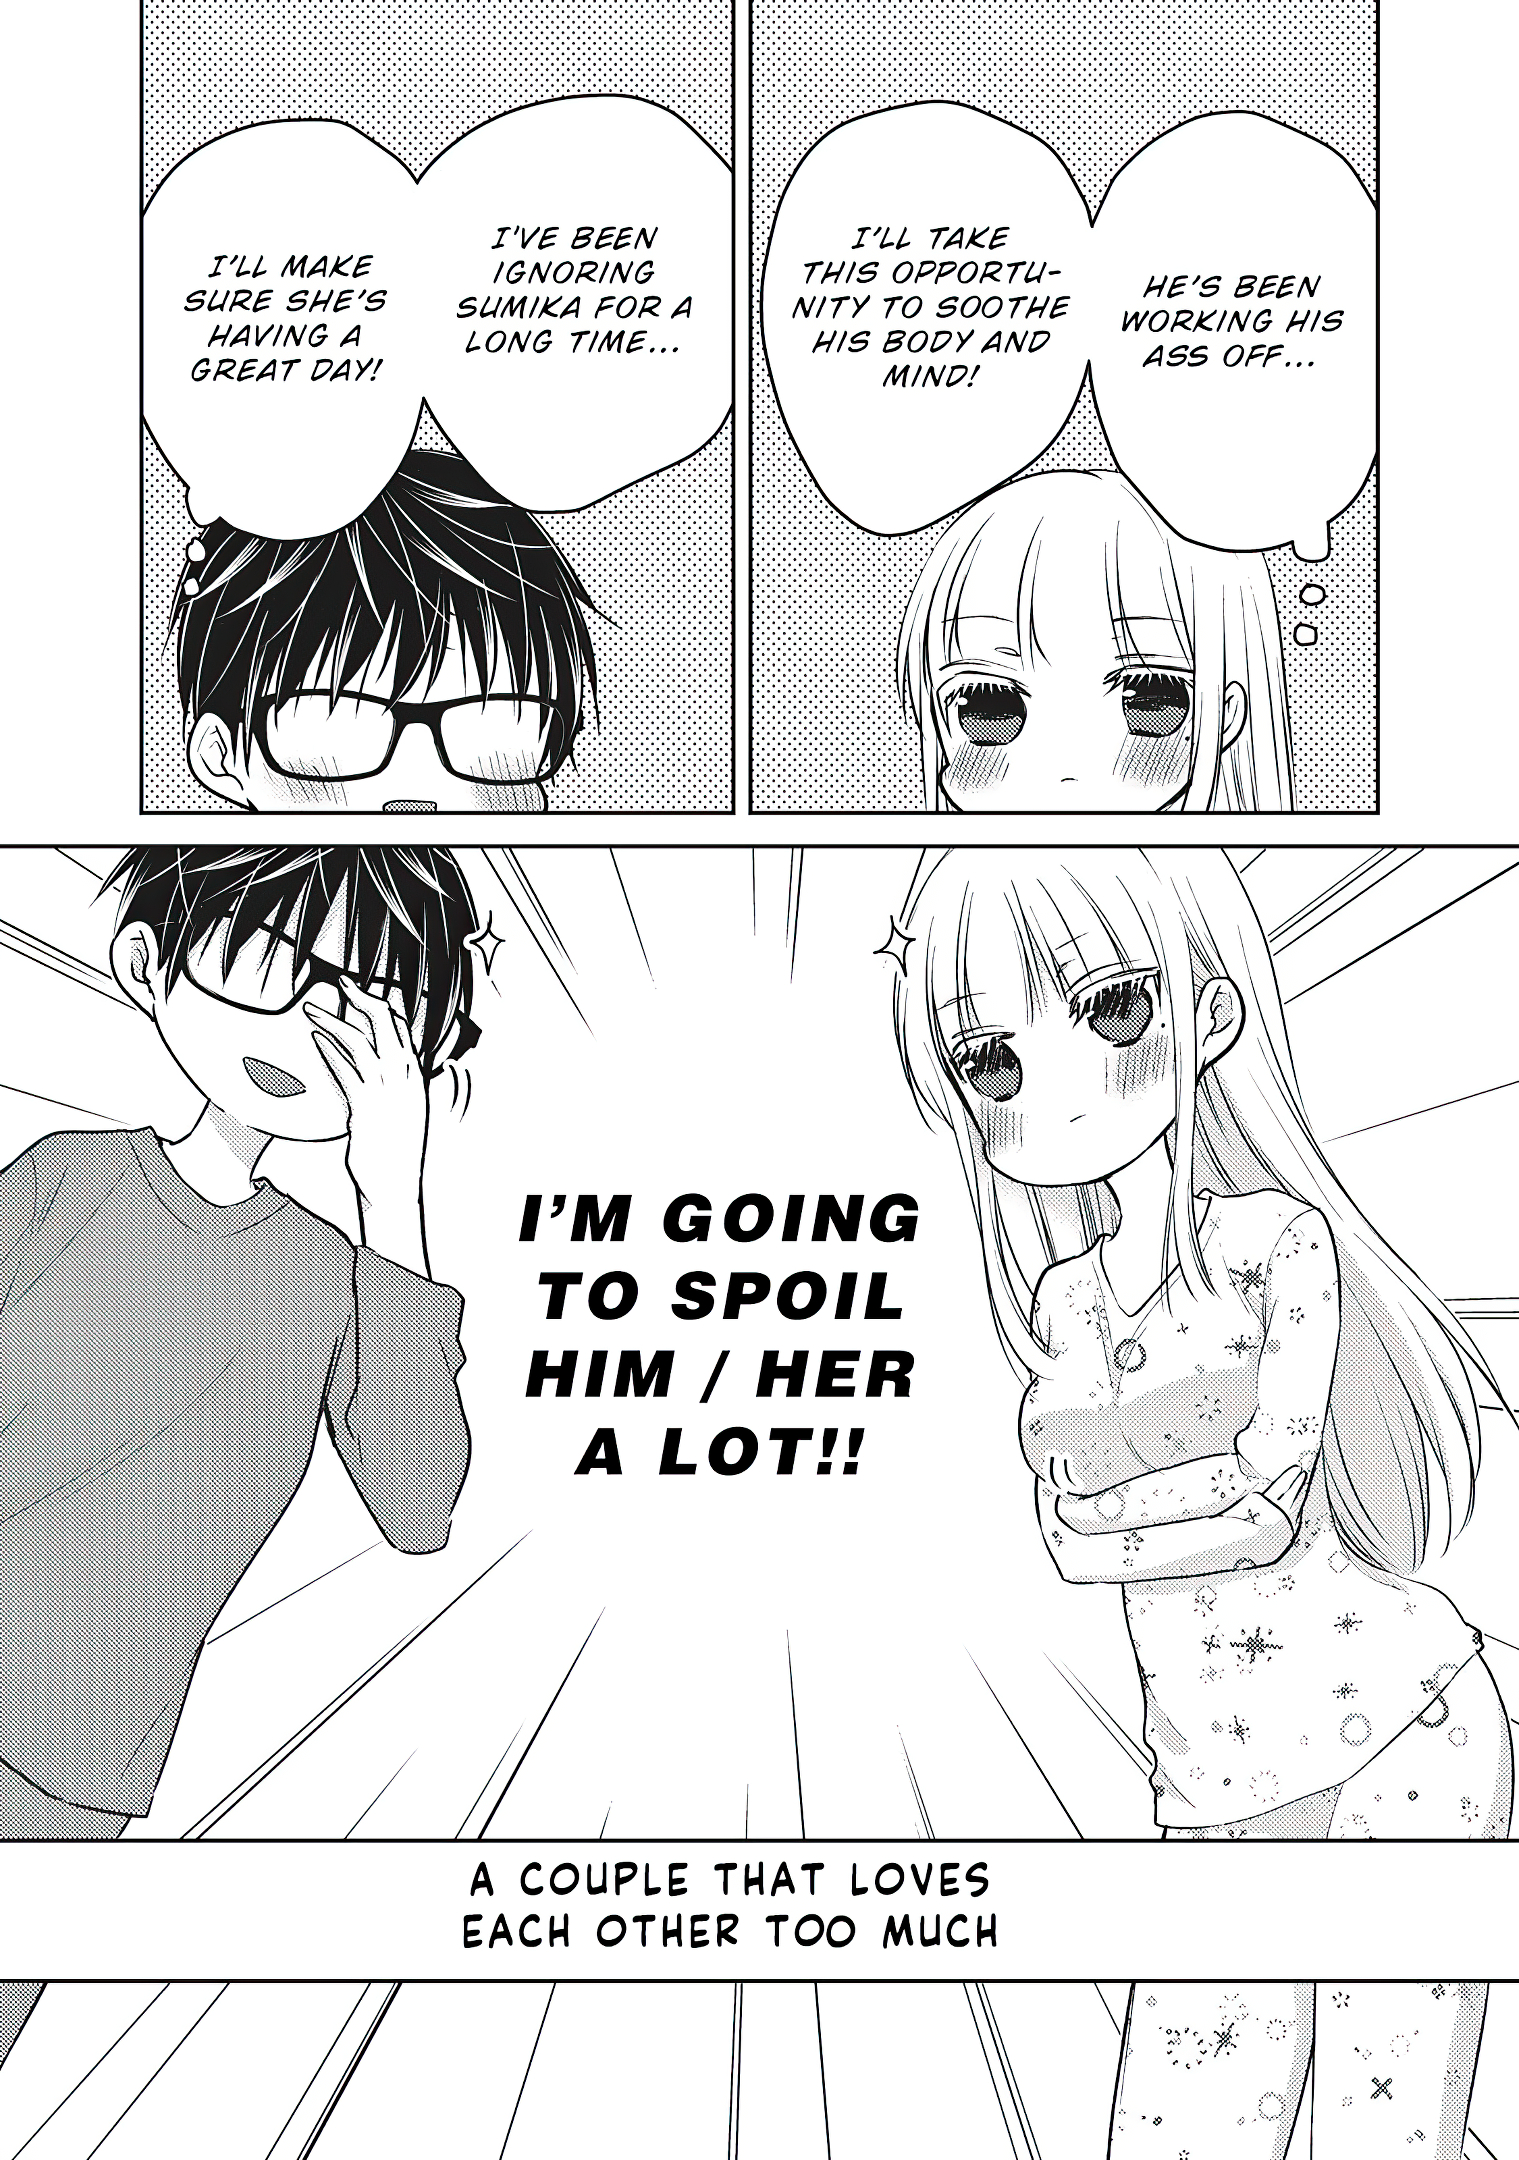 HE'S BEEN
WORKING HIS
ASS OFF...
I'LL TAKE
THIS OPPORTU-
NITY TO SOOTHE
HIS BODY AND
MIND!
I'VE BEEN
IGNORING
SUMIKA FOR A
LONG TIME...
I'LL MAKE
SURE SHE'S
HAVING A
GREAT DAY!
I'M GOING
TO SPOIL
HIM / HER
A LOT!!
A COUPLE THAT LOVES
EACH OTHER TOO MUCH